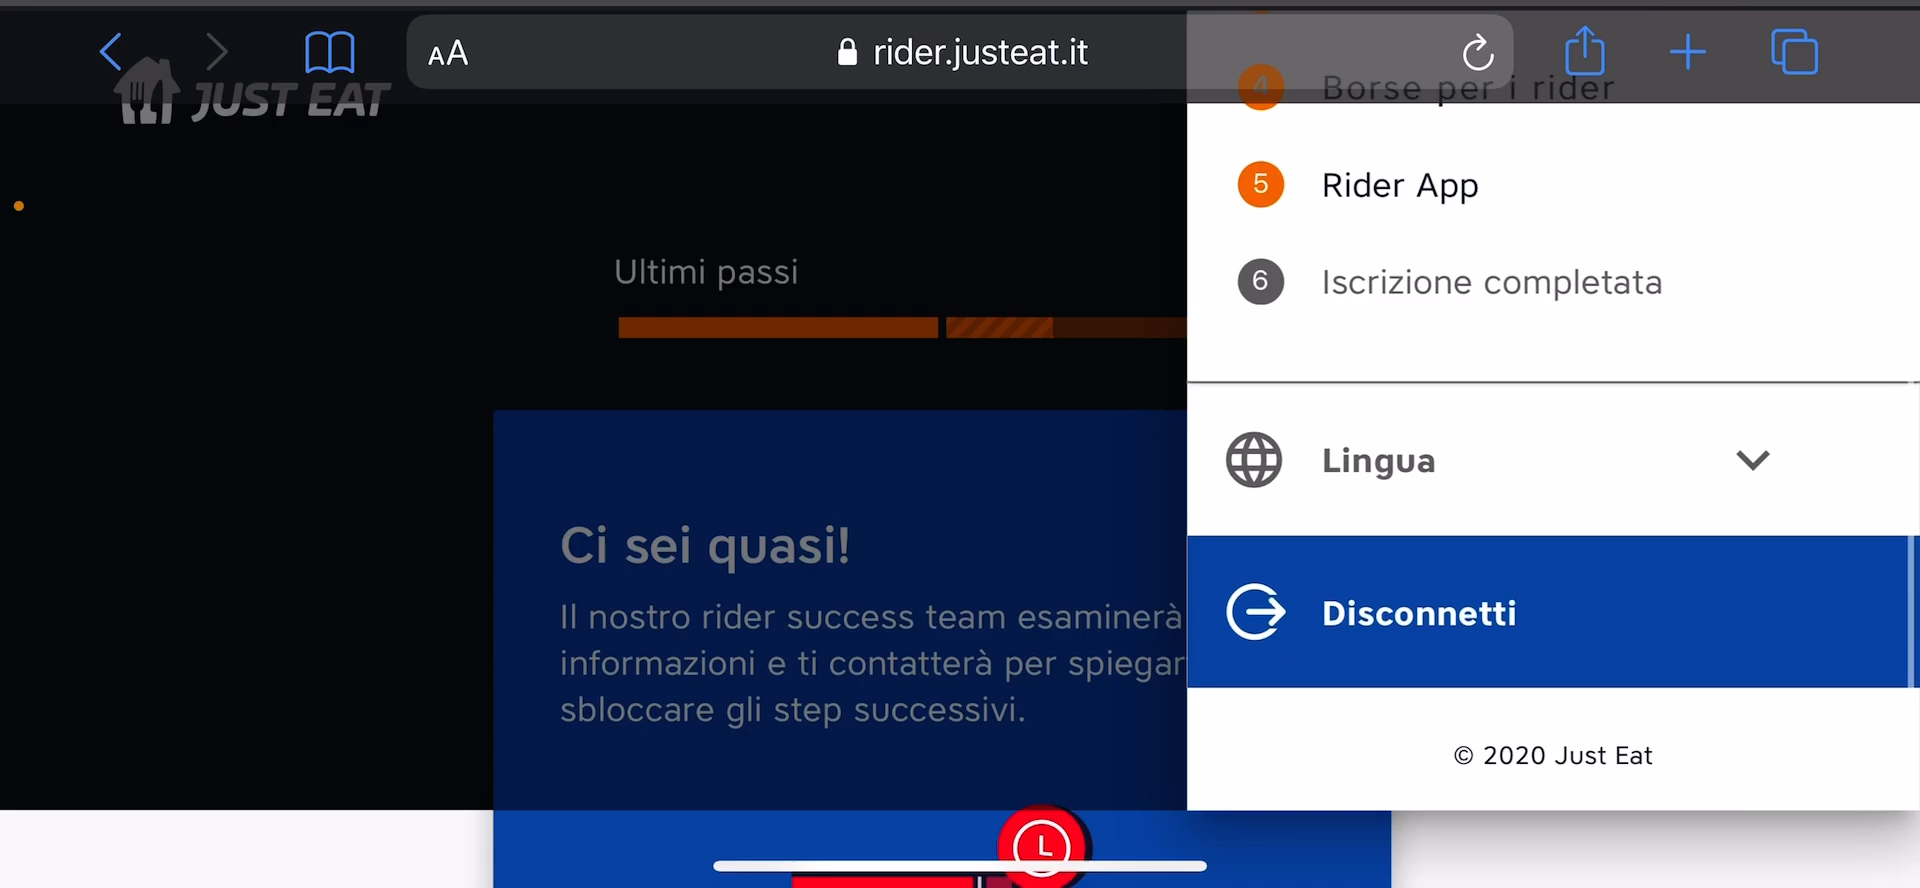 AA
rider.justeat.it
JUST EAT
4 Borse per i rider
5 Rider App
6 Iscrizione completata
Ultimi passi
Lingua
Ci sei quasi!
Il nostro rider success team esaminerà
informazioni e ti contatterà per spiegar
sbloccare gli step successivi.
Disconnetti
© 2020 Just Eat